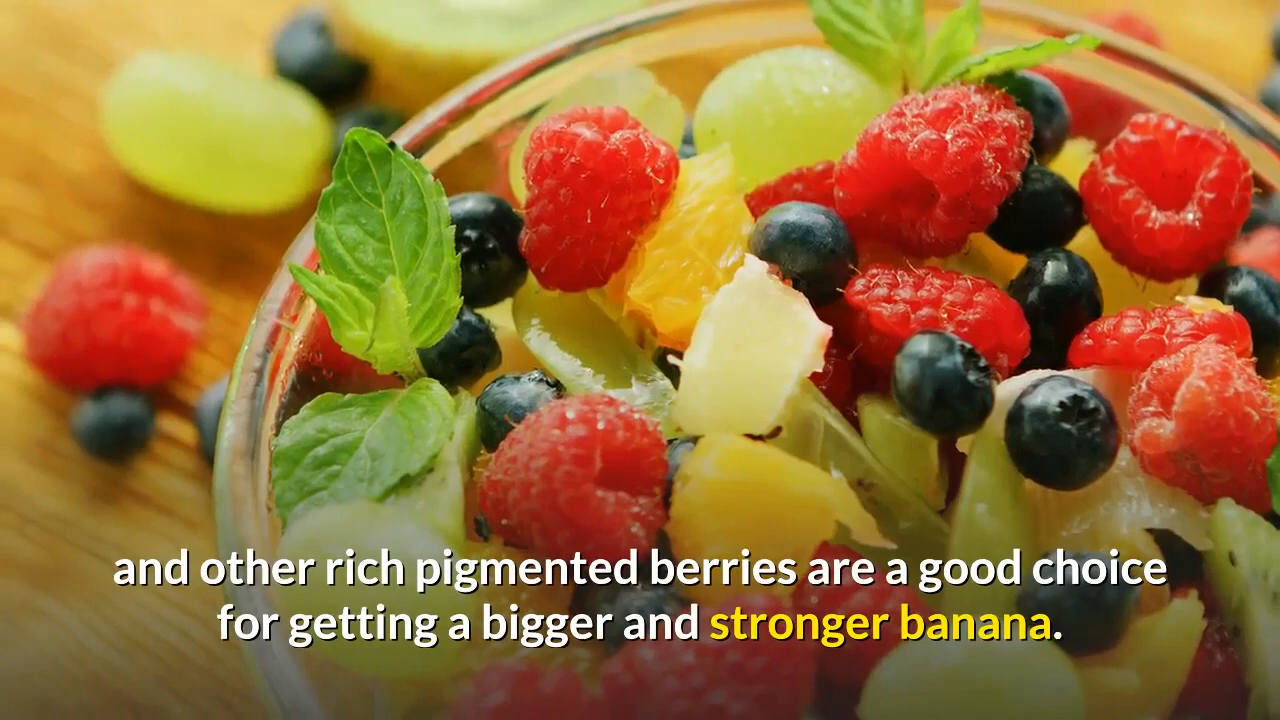 and other rich pigmented berries are a good choice
for getting a bigger and stronger banana.